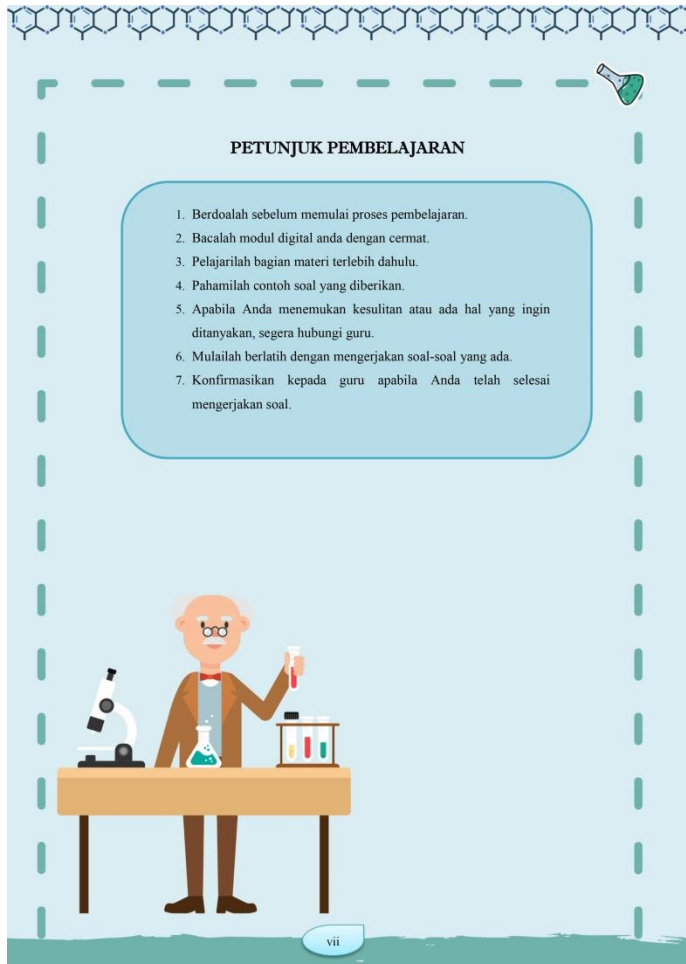 PETUNJUK PEMBELAJARAN
1. Berdoalah sebelum memulai proses pembelajaran.
2. Bacalah modul digital anda dengan cermat.
3. Pelajarilah bagian materi terlebih dahulu.
4. Pahamilah contoh soal yang diberikan.
5. Apabila Anda menemukan kesulitan atau ada hal yang ingin
ditanyakan, segera hubungi guru.
6. Mulailah berlatih dengan mengerjakan soal-soal yang ada.
7. Konfirmasikan kepada guru apabila Anda telah selesai
mengerjakan soal.
vii